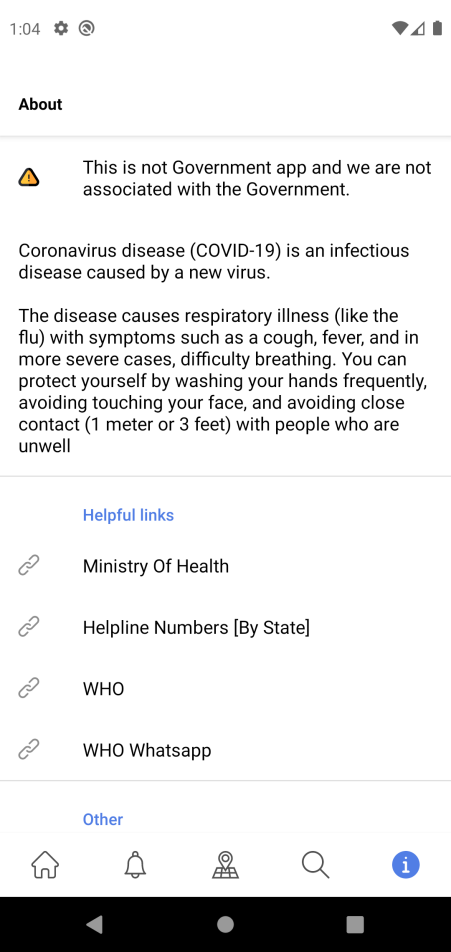 1:04
About
This is not Government app and we are not
associated with the Government.
Coronavirus disease (COVID-19) is an infectious
disease caused by a new virus.
The disease causes respiratory illness (like the
flu) with symptoms such as a cough, fever, and in
more severe cases, difficulty breathing. You can
protect yourself by washing your hands frequently,
avoiding touching your face, and avoiding close
contact (1 meter or 3 feet) with people who are
unwell
Helpful links
Ministry Of Health
Helpline Numbers [By State]
WHO
WHO Whatsapp
Other